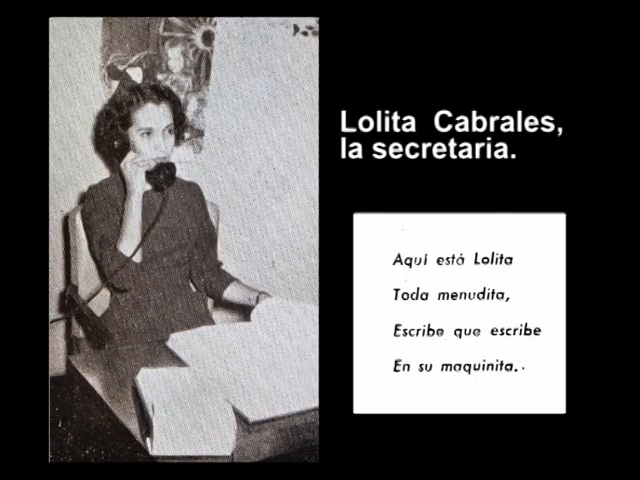 Lolita Cabrales,
la secretaria.
Aquí está Lolita
Toda menudita,
Escribe que escribe
En su maquinita..